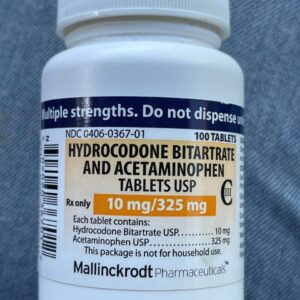 Multiple strengths. Do not dispense
NDC 0406-0367-01
100 TABLETS
HYDROCODONE BITARTRATE
AND ACETAMINOPHEN
TABLETS USP
Rx only
10 mg/325 mg
Each tablet contains:
Hydrocodone Bitartrate USP..... 10 mg
Acetaminophen USP.................. 325 mg
This package is not for household use.
Mallinckrodt Pharmaceuticals™